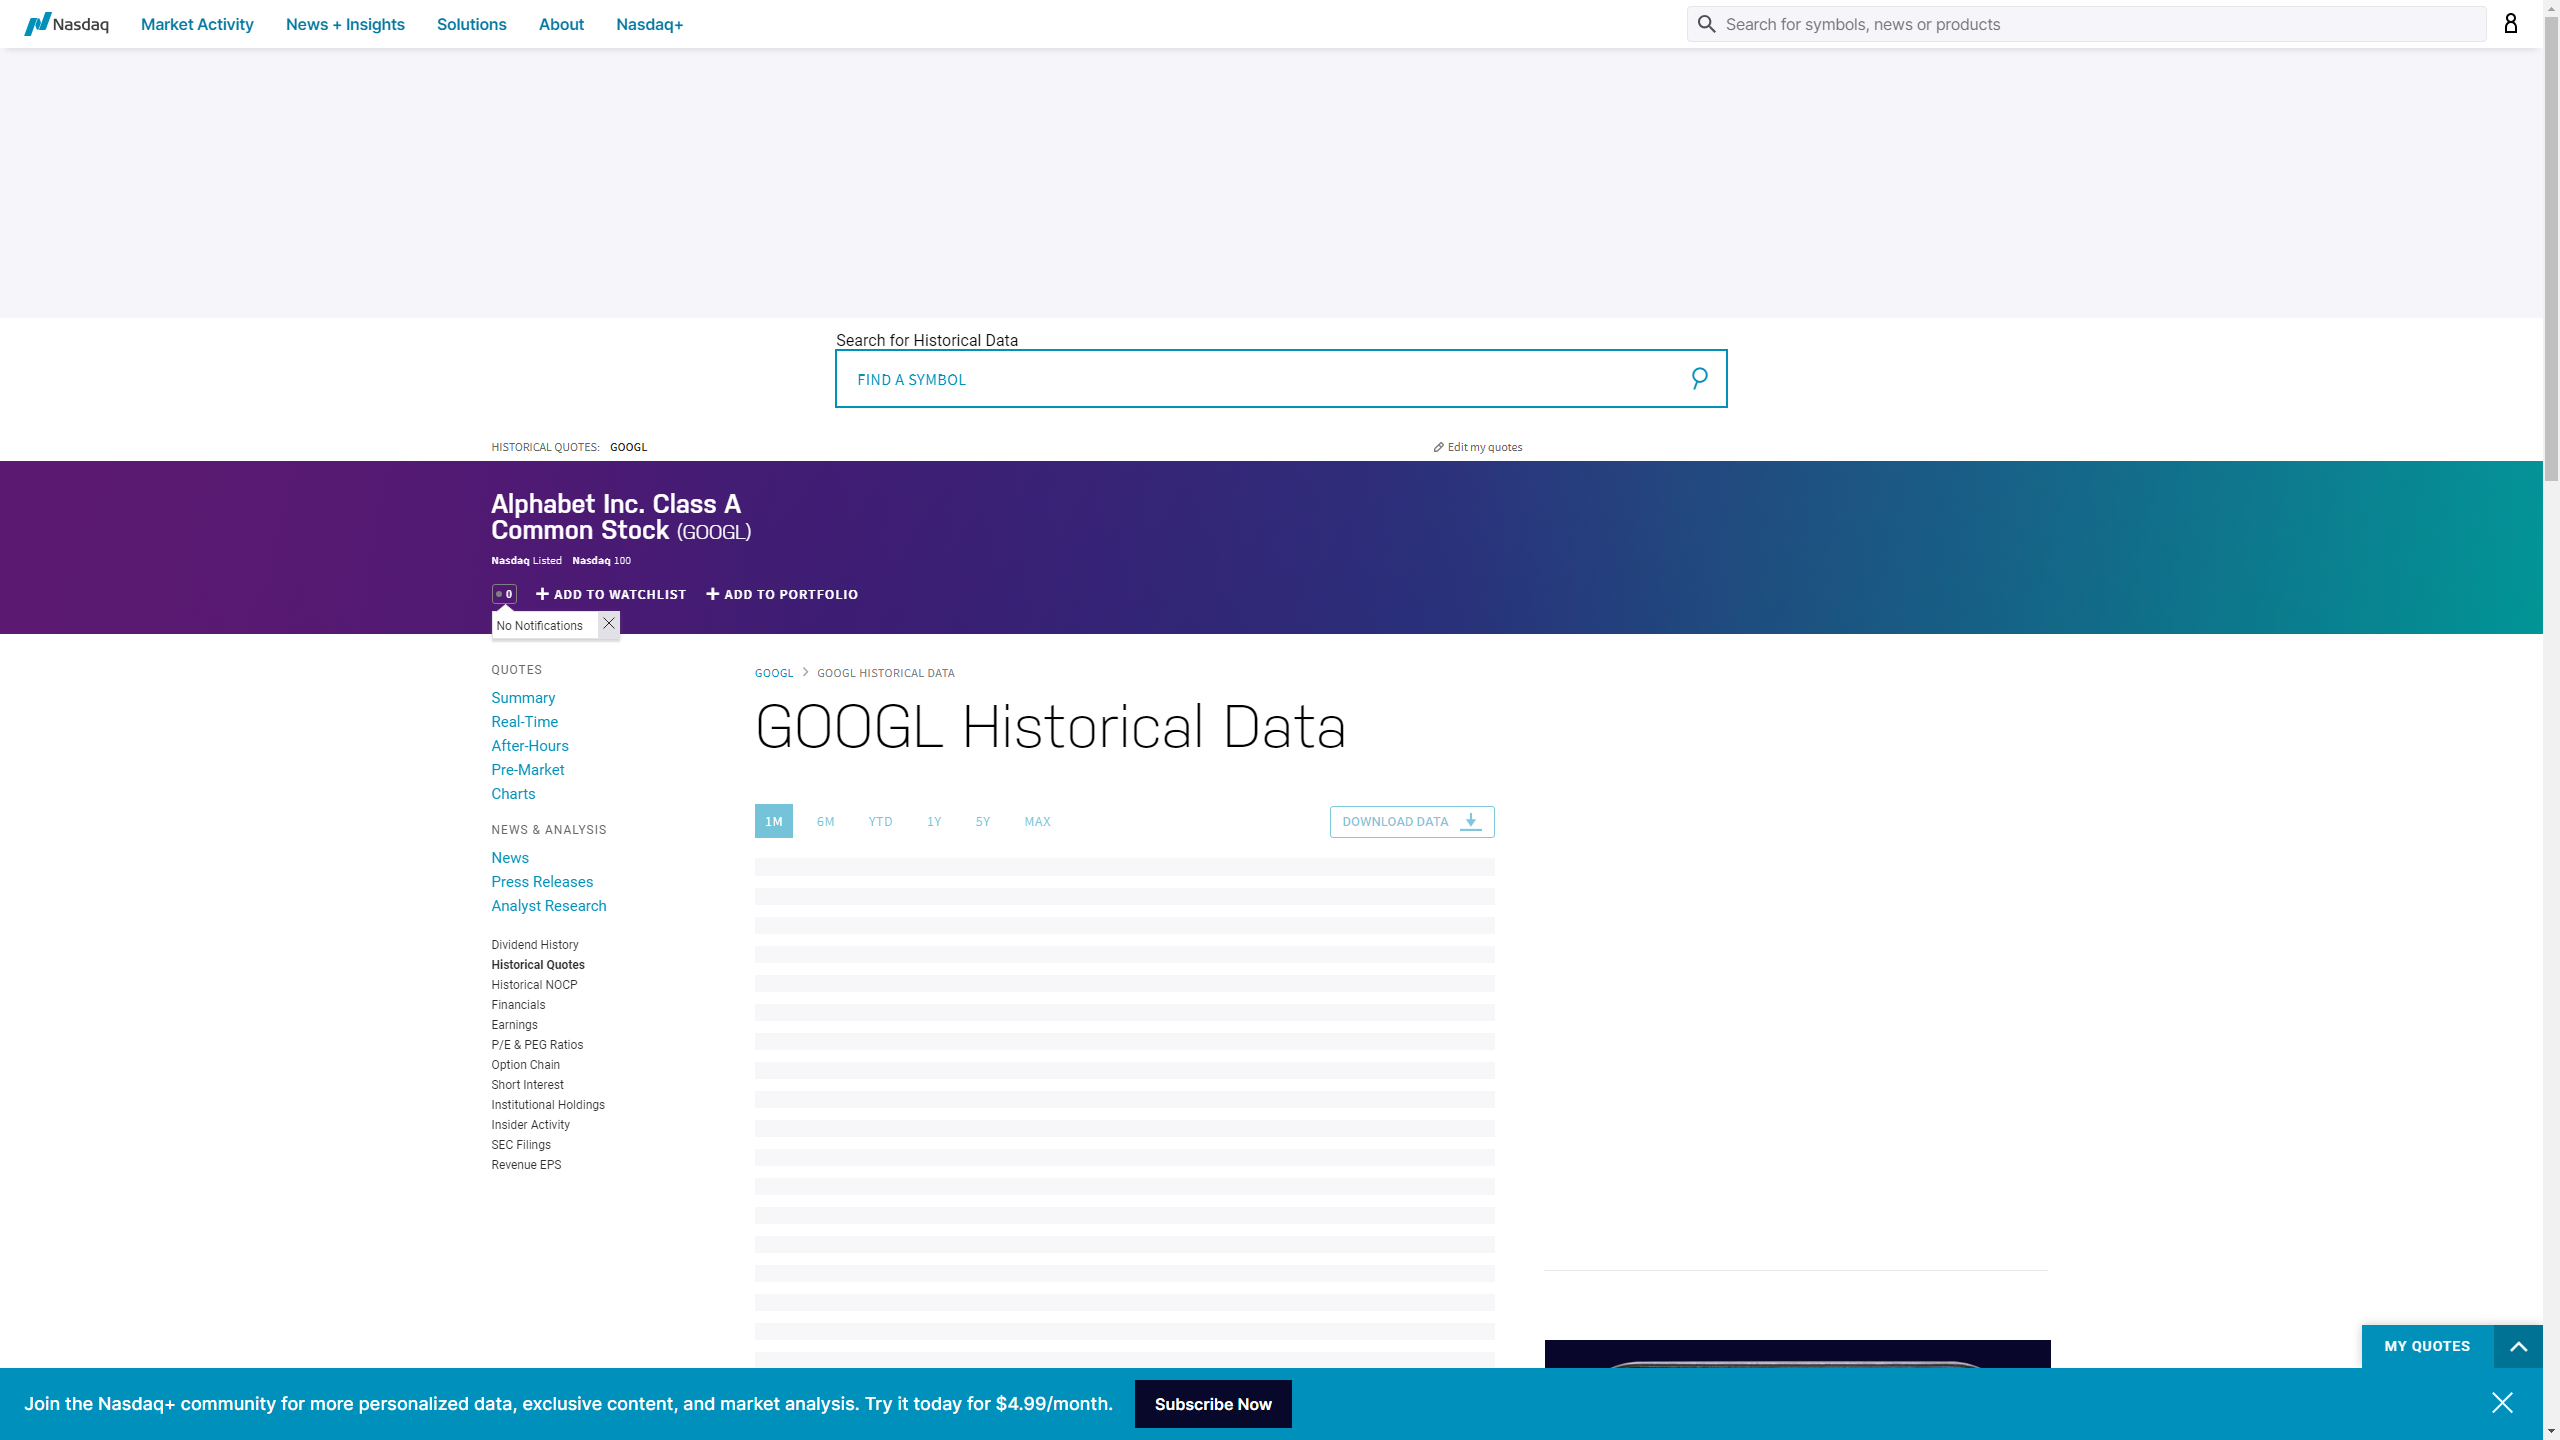 Nasdaq
Market Activity
News + Insights
Solutions
About
Nasdaq+
Search for symbols, news or products
Search for Historical Data
FIND A SYMBOL
HISTORICAL QUOTES: GOOGL
Edit my quotes
Alphabet Inc. Class A
Common Stock (GOOGL)
Nasdaq Listed Nasdaq 100
0
ADD TO WATCHLIST
ADD TO PORTFOLIO
No Notifications
QUOTES
Summary
Real-Time
After-Hours
Pre-Market
Charts
NEWS & ANALYSIS
News
Press Releases
Analyst Research
Dividend History
Historical Quotes
Historical NOCP
Financials
Earnings
P/E & PEG Ratios
Option Chain
Short Interest
Institutional Holdings
Insider Activity
SEC Filings
Revenue EPS
GOOGL
GOOGL HISTORICAL DATA
GOOGL Historical Data
1M
6M
YTD
1Y
5Y
MAX
DOWNLOAD DATA
MY QUOTES
Join the Nasdaq+ community for more personalized data, exclusive content, and market analysis. Try it today for $4.99/month.
Subscribe Now